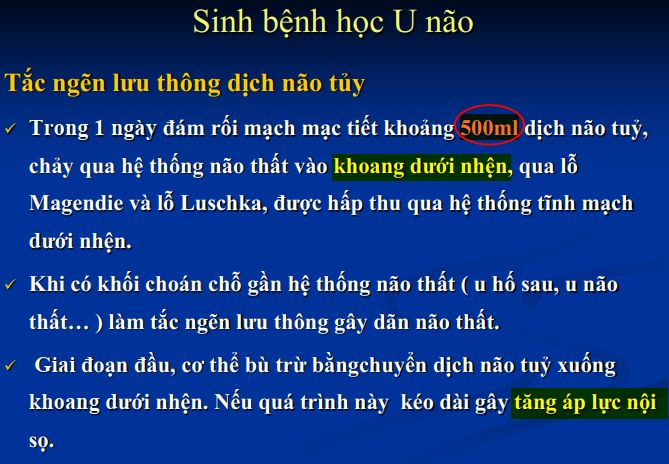 Sinh bệnh học U não
Tắc ngẽn lưu thông dịch não tủy
✓ Trong 1 ngày đám rối mạch mạc tiết khoảng 500ml dịch não tuỷ,
chảy qua hệ thống não thất vào khoang dưới nhện, qua lỗ
Magendie và lỗ Luschka, được hấp thu qua hệ thống tĩnh mạch
dưới nhện.
✓ Khi có khối choán chỗ gần hệ thống não thất ( u hố sau, u não
thất… ) làm tắc ngẽn lưu thông gây dãn não thất.
✓ Giai đoạn đầu, cơ thể bù trừ bằngchuyển dịch não tuỷ xuống
khoang dưới nhện. Nếu quá trình này kéo dài gây tăng áp lực nội
sọ.